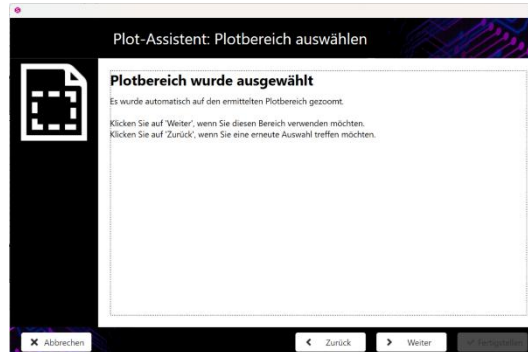 Plot-Assistent: Plotbereich auswählen
Plotbereich wurde ausgewählt
Es wurde automatisch auf den ermittelten Plotbereich gezoomt.
Klicken Sie auf 'Weiter', wenn Sie diesen Bereich verwenden möchten.
Klicken Sie auf 'Zurück', wenn Sie eine erneute Auswahl treffen möchten.
Abbrechen
Zurück
Weiter
Fertigstellen